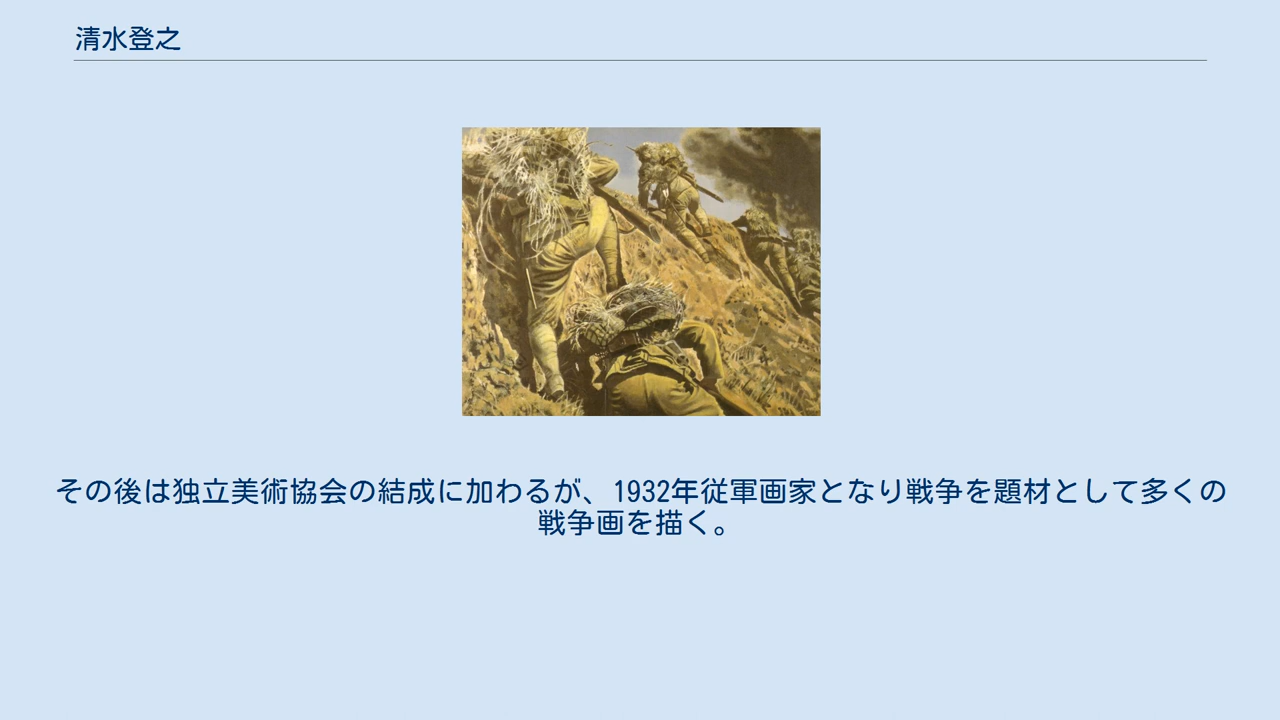 清水登之
その後は独立美術協会の結成に加わるが、1932年従軍画家となり戦争を題材として多くの
戦争画を描く。